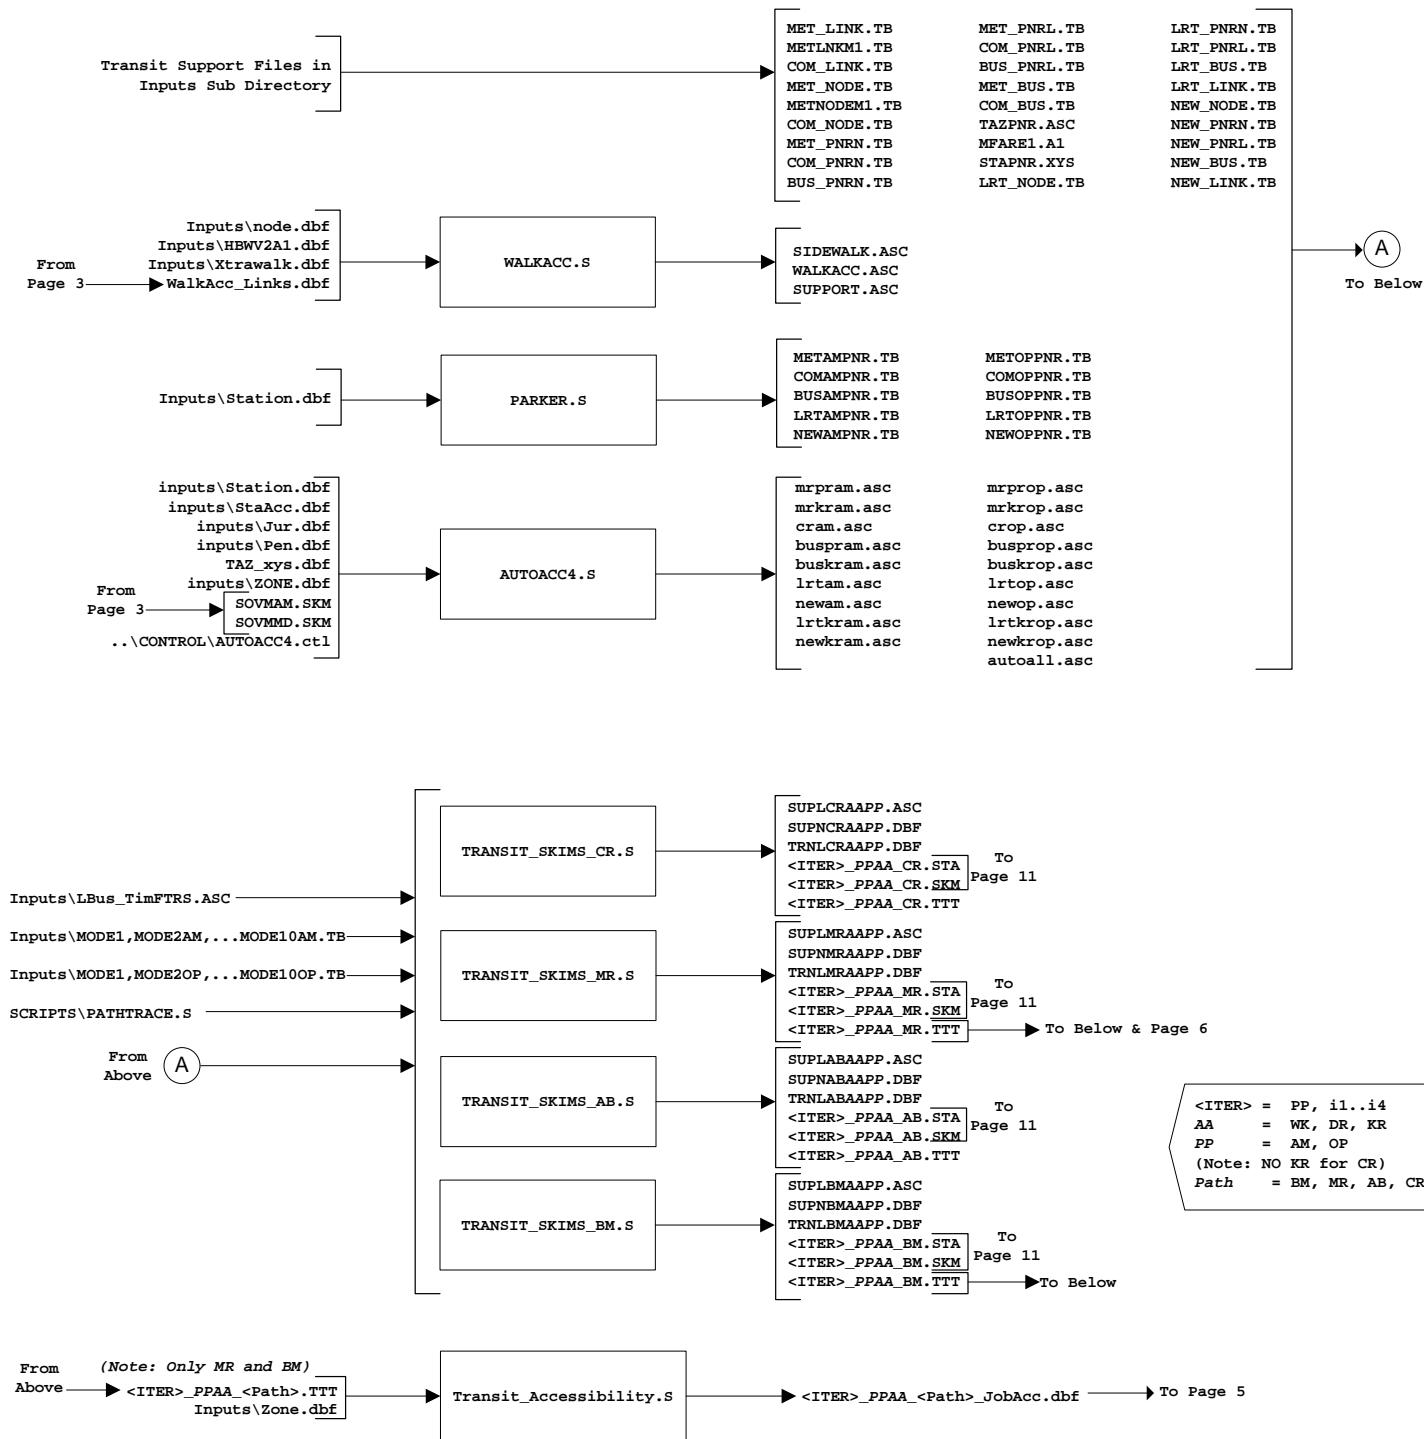 Transit Support Files in
Inputs Sub Directory
MET_LINK.TB MET_PNRL.TB LRT_PNRN.TB
METLNKM1.TB COM_PNRL.TB LRT_PNRL.TB
COM_LINK.TB BUS_PNRL.TB LRT_BUS.TB
MET_NODE.TB MET_BUS.TB LRT_LINK.TB
METNODEM1.TB COM_BUS.TB NEW_NODE.TB
COM_NODE.TB TAZPNR.ASC NEW_PNRN.TB
MET_PNRN.TB MFARE1.A1 NEW_PNRL.TB
COM_PNRN.TB STAPNR.XYS NEW_BUS.TB
BUS_PNRN.TB LRT_NODE.TB NEW_LINK.TB
A
To Below
Inputs\node.dbf
Inputs\HBWV2A1.dbf
Inputs\Xtrawalk.dbf
WalkAcc_Links.dbf
From
Page 3
WALKACC.S
SIDEWALK.ASC
WALKACC.ASC
SUPPORT.ASC
Inputs\Station.dbf
PARKER.S
METAMPNR.TB METOPPNR.TB
COMAMPNR.TB COMOPPNR.TB
BUSAMPNR.TB BUSOPPNR.TB
LRTAMPNR.TB LRTOPPNR.TB
NEWAMPNR.TB NEWOPPNR.TB
inputs\Station.dbf
inputs\StaAcc.dbf
inputs\Jur.dbf
inputs\Pen.dbf
TAZ_xys.dbf
inputs\ZONE.dbf
SOVMAM.SKM
SOVMMD.SKM
..\CONTROL\AUTOACC4.ctl
From
Page 3
AUTOACC4.S
mrpram.asc mrprop.asc
mrkram.asc mrkrop.asc
cram.asc crop.asc
buspram.asc busprop.asc
buskram.asc buskrop.asc
lrtam.asc lrtop.asc
newam.asc newop.asc
lrtkram.asc lrtkrop.asc
newkram.asc newkrop.asc
autoall.asc
Inputs\LBus_TimFTRS.ASC
Inputs\MODE1,MODE2AM,...MODE10AM.TB
Inputs\MODE1,MODE2OP,...MODE10OP.TB
SCRIPTS\PATHTRACE.S
From
Above
A
TRANSIT_SKIMS_CR.S
SUPLCRAAPP.ASC
SUPNCRAAPP.DBF
TRNLCRAAPP.DBF
<ITER>_PPAA_CR.STA
<ITER>_PPAA_CR.SKM
<ITER>_PPAA_CR.TTT
To
Page 11
TRANSIT_SKIMS_MR.S
SUPLMRAAPP.ASC
SUPNMRAAPP.DBF
TRNLMRAAPP.DBF
<ITER>_PPAA_MR.STA
<ITER>_PPAA_MR.SKM
<ITER>_PPAA_MR.TTT
To
Page 11
To Below & Page 6
TRANSIT_SKIMS_AB.S
SUPLABAAPP.ASC
SUPNABAAPP.DBF
TRNLABAAPP.DBF
<ITER>_PPAA_AB.STA
<ITER>_PPAA_AB.SKM
<ITER>_PPAA_AB.TTT
To
Page 11
TRANSIT_SKIMS_BM.S
SUPLBMAAPP.ASC
SUPNBMAAPP.DBF
TRNLBMAAPP.DBF
<ITER>_PPAA_BM.STA
<ITER>_PPAA_BM.SKM
<ITER>_PPAA_BM.TTT
To
Page 11
To Below
<ITER> = PP, i1..i4
AA = WK, DR, KR
PP = AM, OP
(Note: NO KR for CR)
Path = BM, MR, AB, CR
From
Above
(Note: Only MR and BM)
<ITER>_PPAA_<Path>.TTT
Inputs\Zone.dbf
Transit_Accessibility.S
<ITER>_PPAA_<Path>_JobAcc.dbf
To Page 5